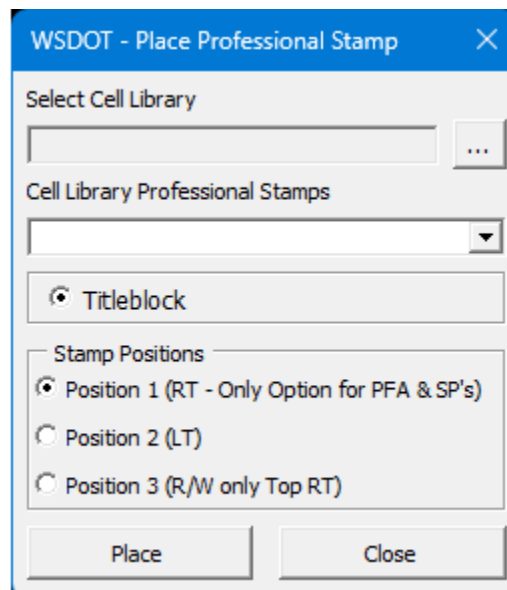 WSDOT - Place Professional Stamp
Select Cell Library
...
Cell Library Professional Stamps
Titleblock
Stamp Positions
Position 1 (RT - Only Option for PFA & SP's)
Position 2 (LT)
Position 3 (R/W only Top RT)
Place Close